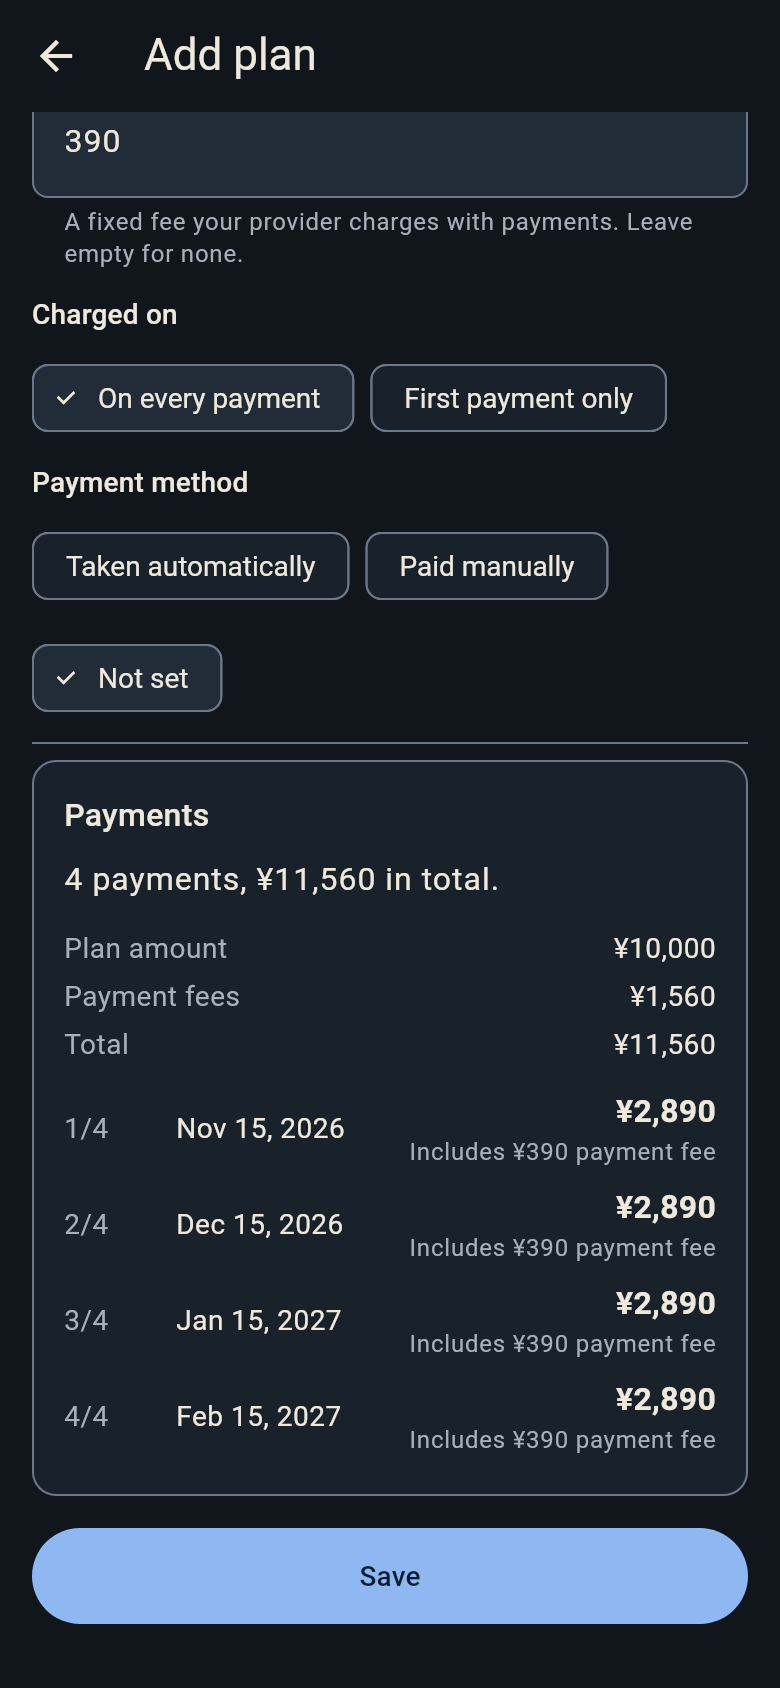 Add plan
390
A fixed fee your provider charges with payments. Leave
empty for none.
Charged on
On every payment
First payment only
Payment method
Taken automatically
Paid manually
Not set
Payments
4 payments, ¥11,560 in total.
Plan amount ¥10,000
Payment fees ¥1,560
Total ¥11,560
1/4 Nov 15, 2026 ¥2,890
Includes ¥390 payment fee
2/4 Dec 15, 2026 ¥2,890
Includes ¥390 payment fee
3/4 Jan 15, 2027 ¥2,890
Includes ¥390 payment fee
4/4 Feb 15, 2027 ¥2,890
Includes ¥390 payment fee
Save